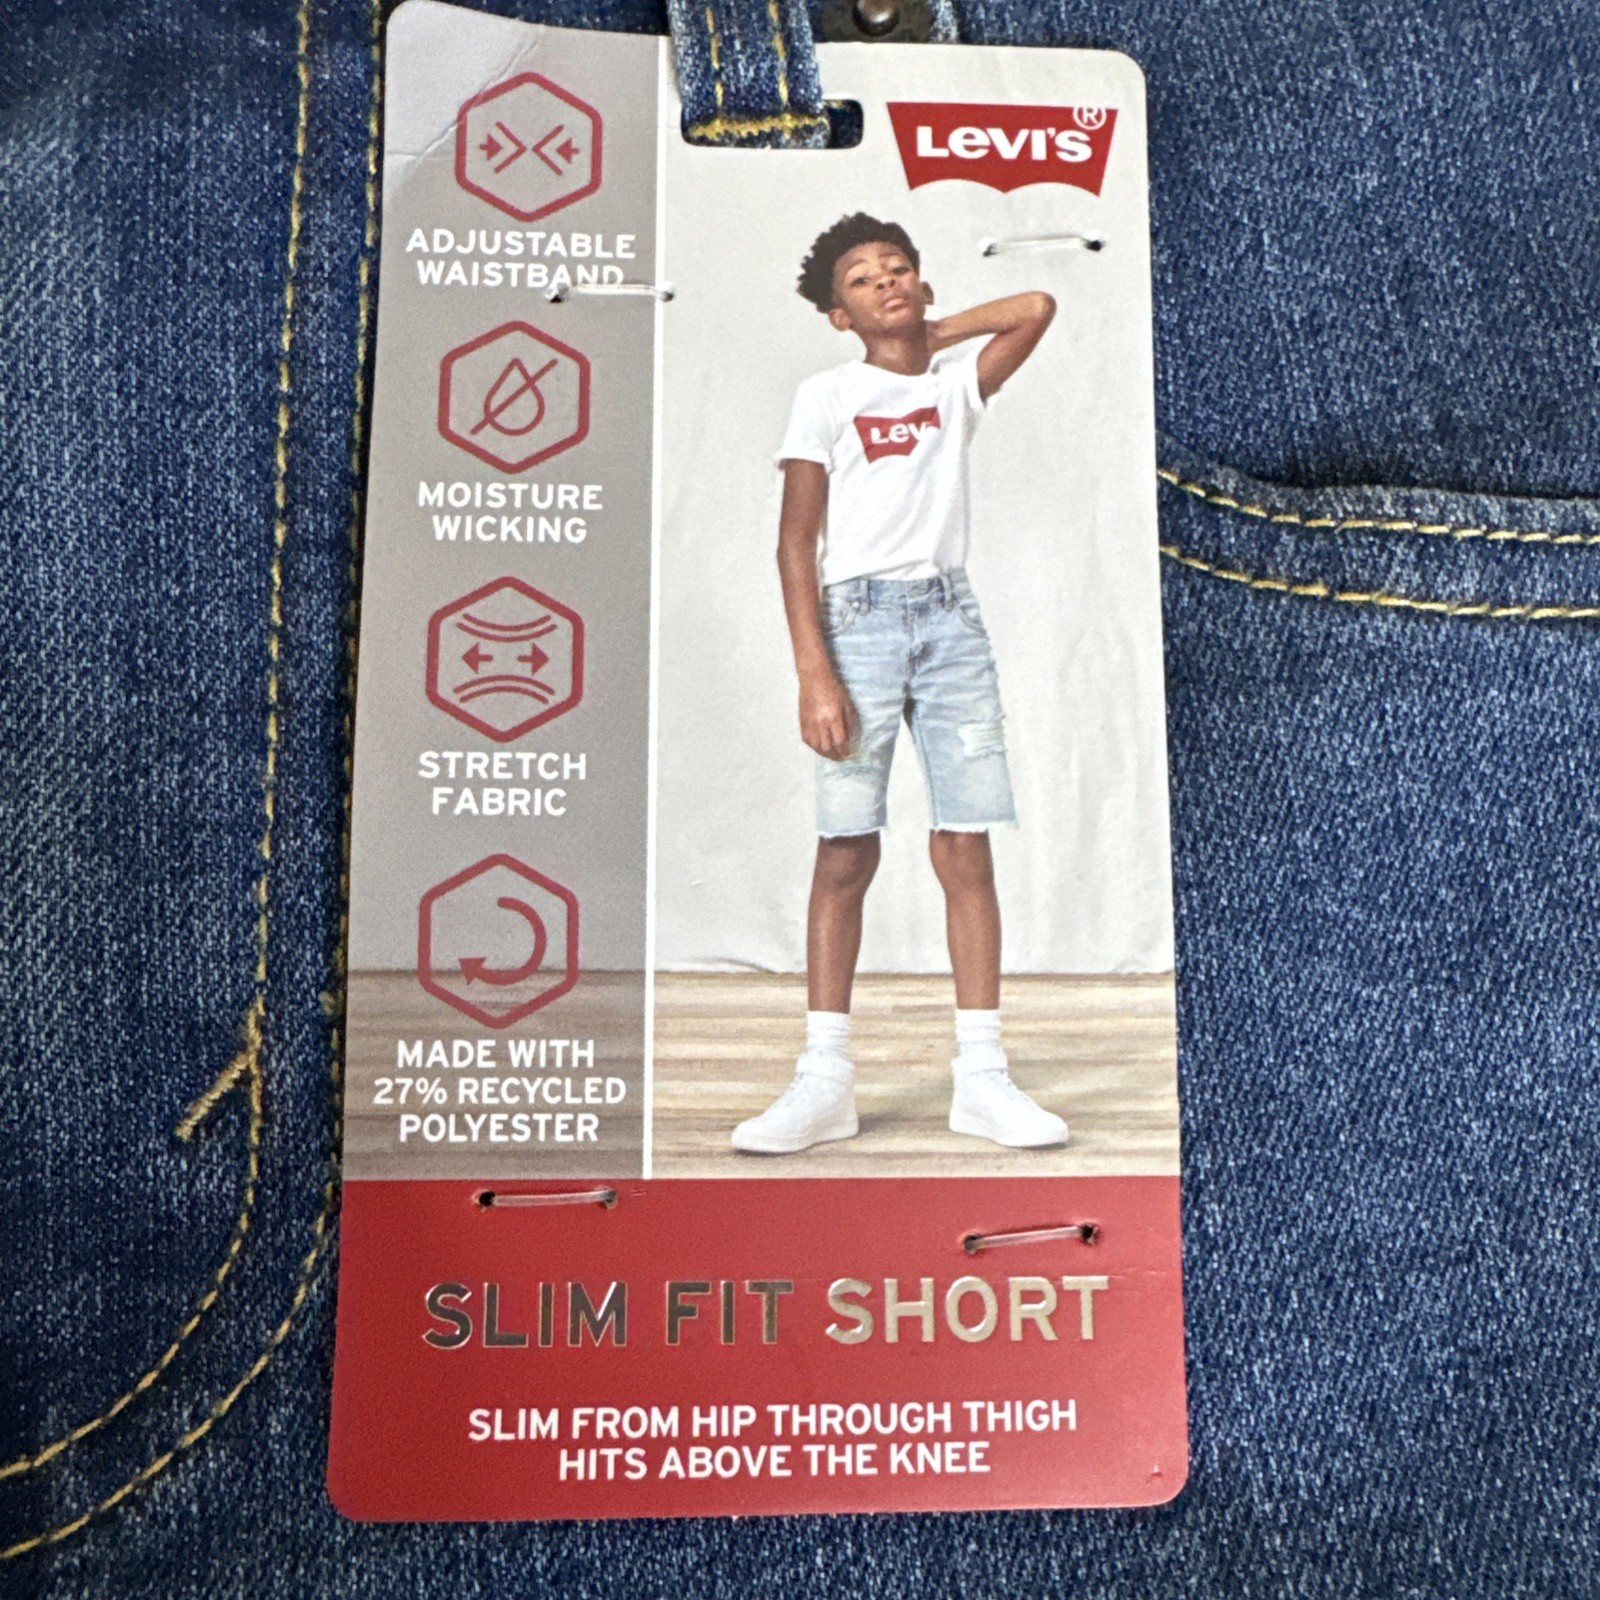 Levi's®
ADJUSTABLE
WAISTBAND
MOISTURE
WICKING
STRETCH
FABRIC
MADE WITH
27% RECYCLED
POLYESTER
Lev
SLIM FIT SHORT
SLIM FROM HIP THROUGH THIGH
HITS ABOVE THE KNEE